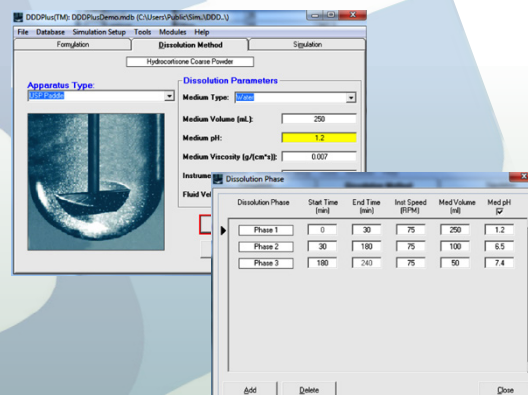 DDDPlus(TM): DDDPlusDemo.mdb (C:\Users\Public\Sim..\DDD..\)
File Database Simulation Setup Tools Modules Help
Formulation Dissolution Method Simulation
Hydrocortisone Coarse Powder
Apparatus Type:
USP Paddle
Dissolution Parameters
Medium Type: Water
Medium Volume (mL): 250
Medium pH: 1.2
Medium Viscosity (g/(cm*s)): 0.007
Instrume
Fluid Vel
Dissolution Phase
Dissolution Phase Start Time (min) End Time (min) Inst Speed (RPM) Med Volume (ml) Med pH
Phase 1 0 30 75 250 1.2
Phase 2 30 180 75 100 6.5
Phase 3 180 240 75 50 7.4
Add Delete Close